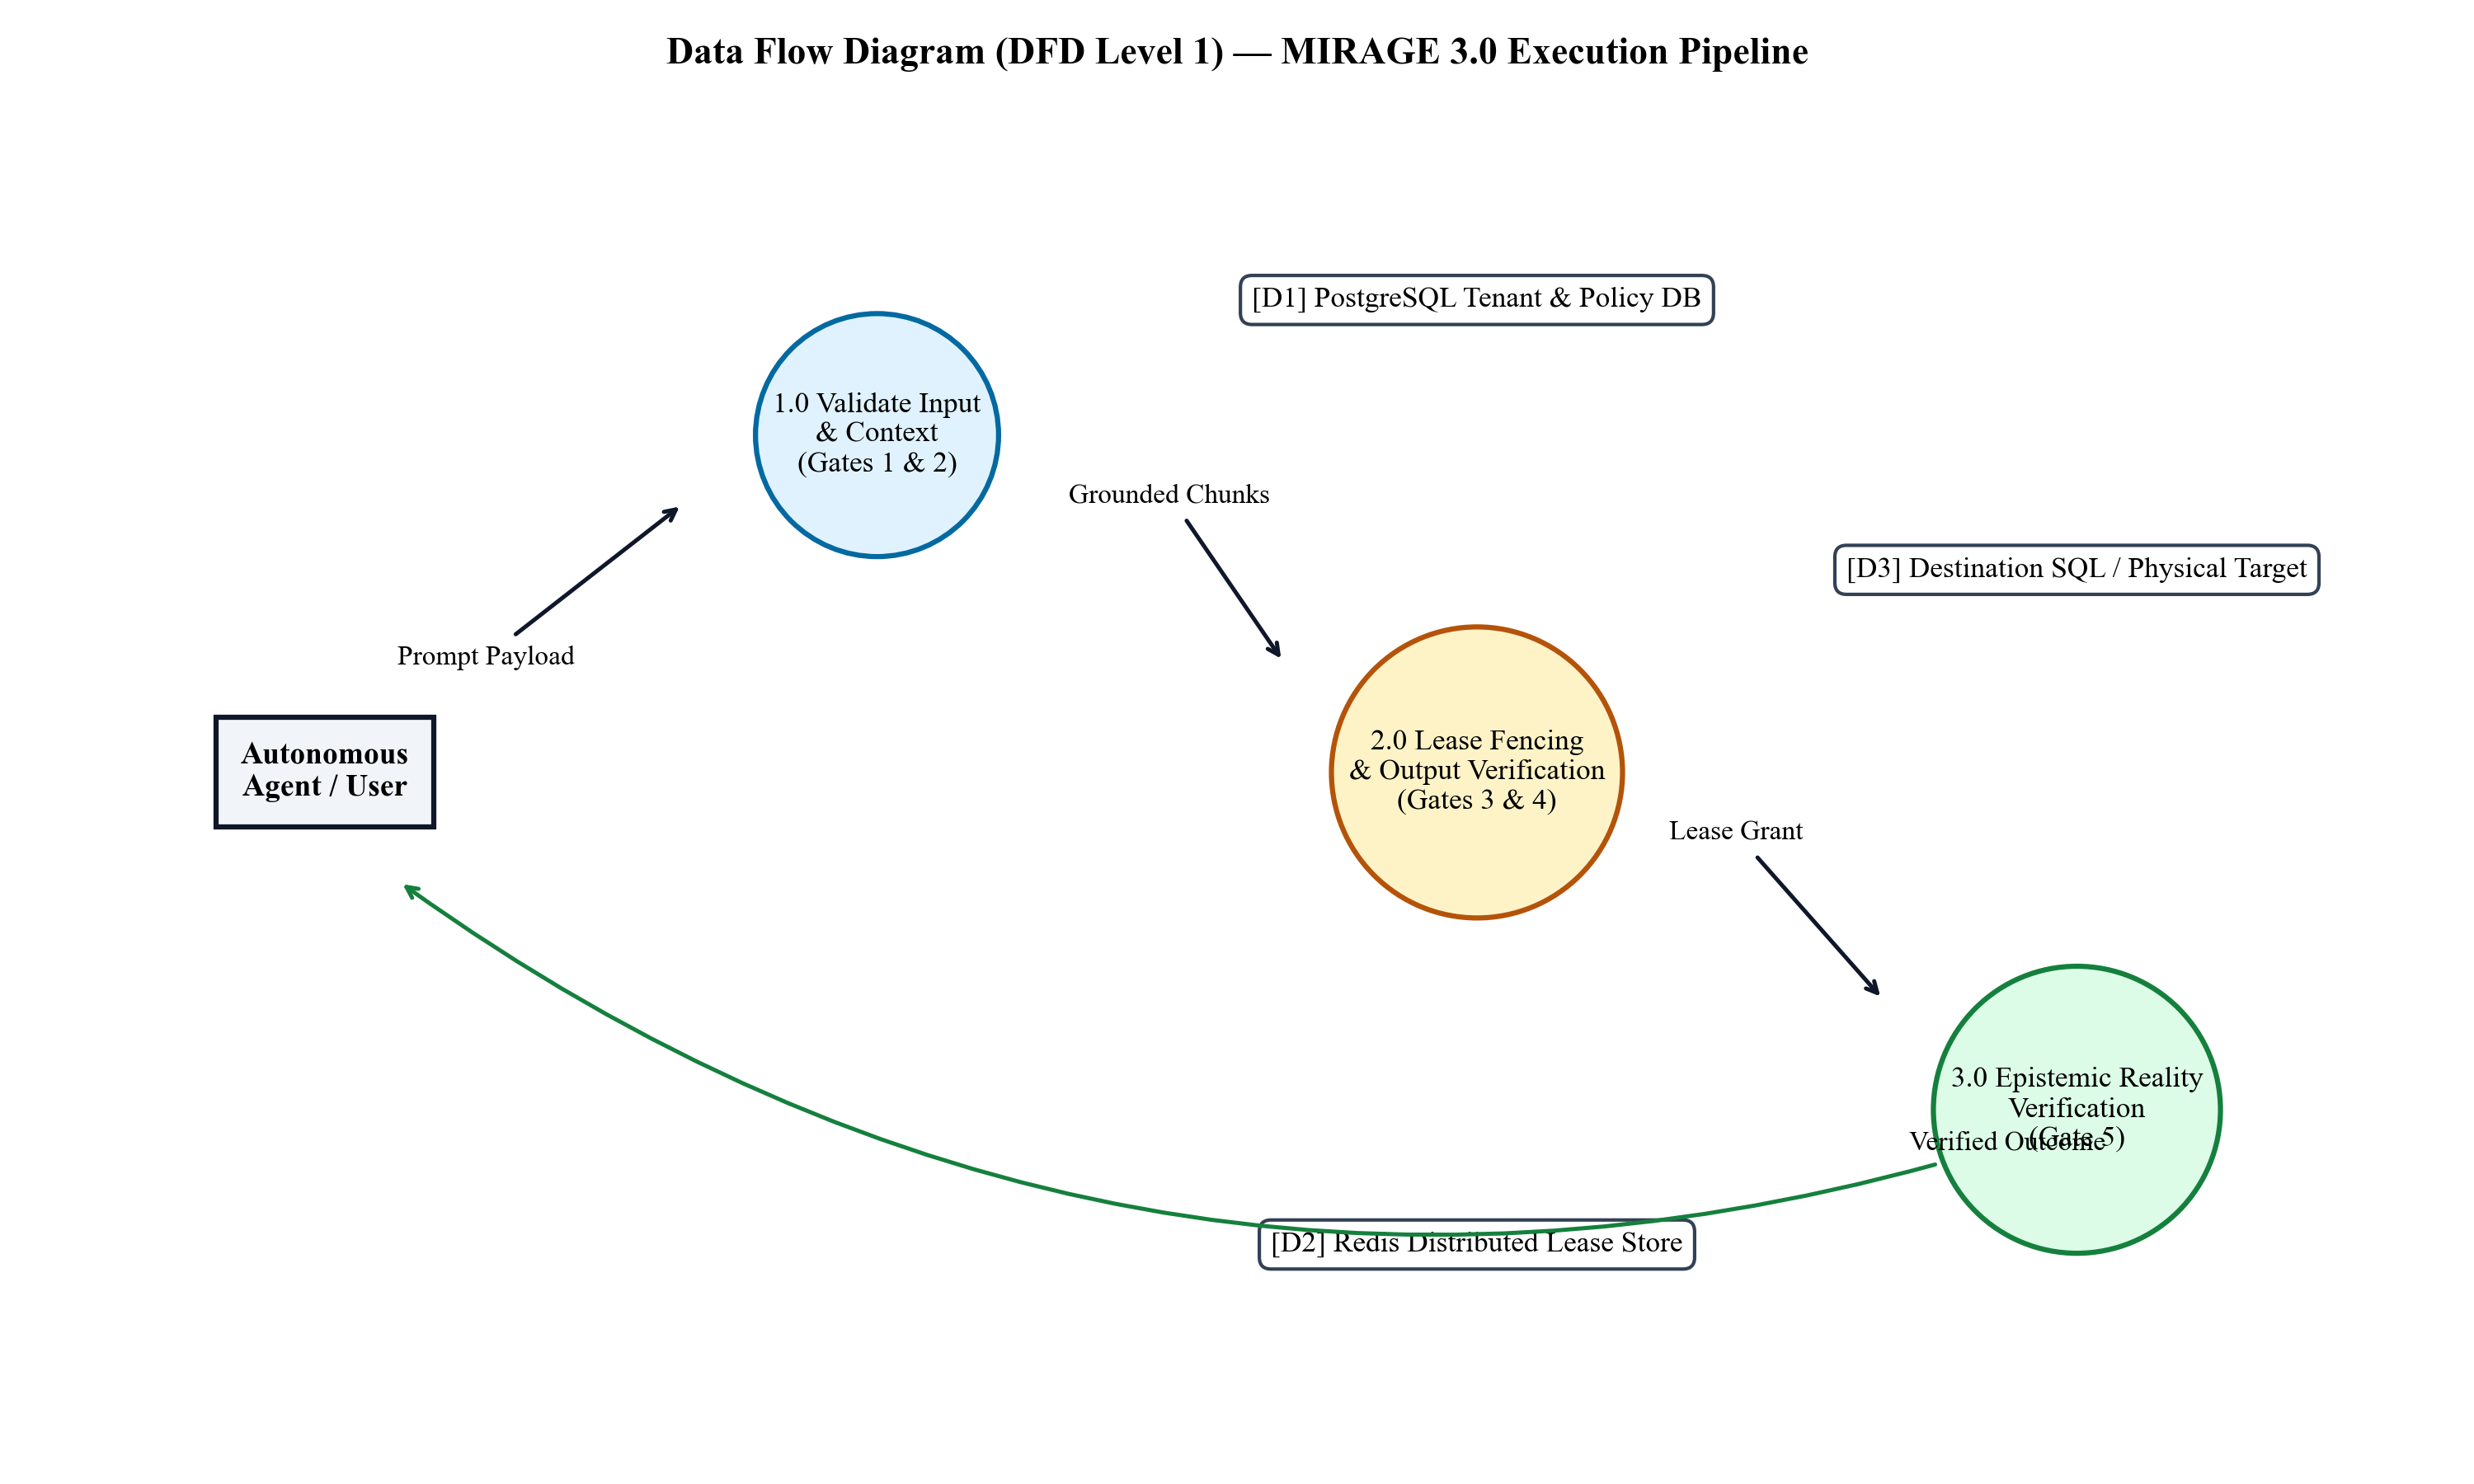 Data Flow Diagram (DFD Level 1) — MIRAGE 3.0 Execution Pipeline
[D1] PostgreSQL Tenant & Policy DB
1.0 Validate Input
& Context
(Gates 1 & 2)
Grounded Chunks
[D3] Destination SQL / Physical Target
Prompt Payload
Autonomous
Agent / User
2.0 Lease Fencing
& Output Verification
(Gates 3 & 4)
Lease Grant
3.0 Epistemic Reality
Verification
(Gate 5)
Verified Outcome
[D2] Redis Distributed Lease Store